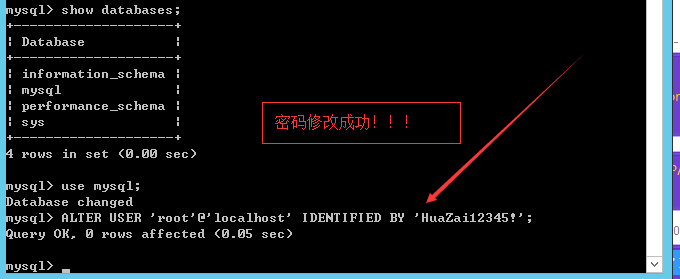 mysql> show databases;
+--------------------+
| Database           |
+--------------------+
| information_schema |
| mysql              |
| performance_schema |
| sys                |
+--------------------+
4 rows in set (0.00 sec)
密码修改成功！！！
mysql> use mysql;
Database changed
mysql> ALTER USER 'root'@'localhost' IDENTIFIED BY 'HuaZai12345!';
Query OK, 0 rows affected (0.05 sec)
mysql>